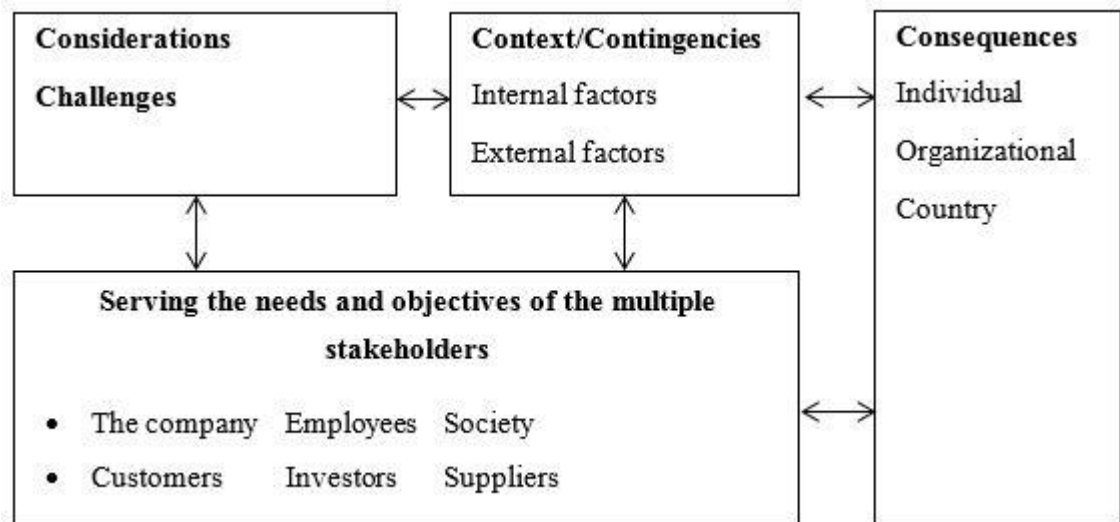 Considerations
Challenges
Context/Contingencies
Internal factors
External factors
Consequences
Individual
Organizational
Country
Serving the needs and objectives of the multiple
stakeholders
• The company Employees Society
• Customers Investors Suppliers